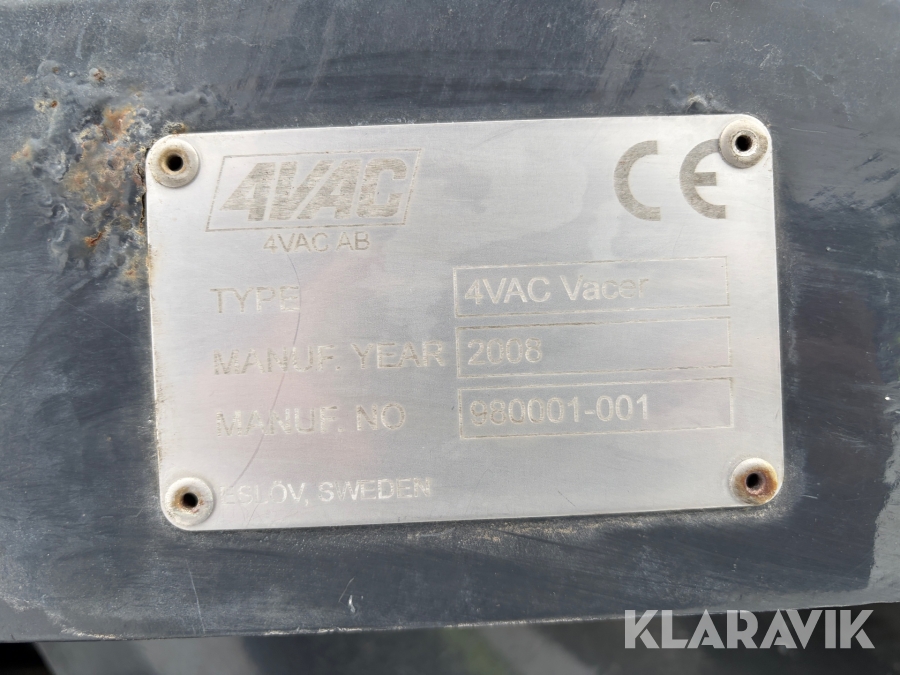 4VAC
CE
4VAC AB
TYPE 4VAC Vacer
MANUF. YEAR 2008
MANUF. NO 980001-001
ESLÖV, SWEDEN
KLARAVIK